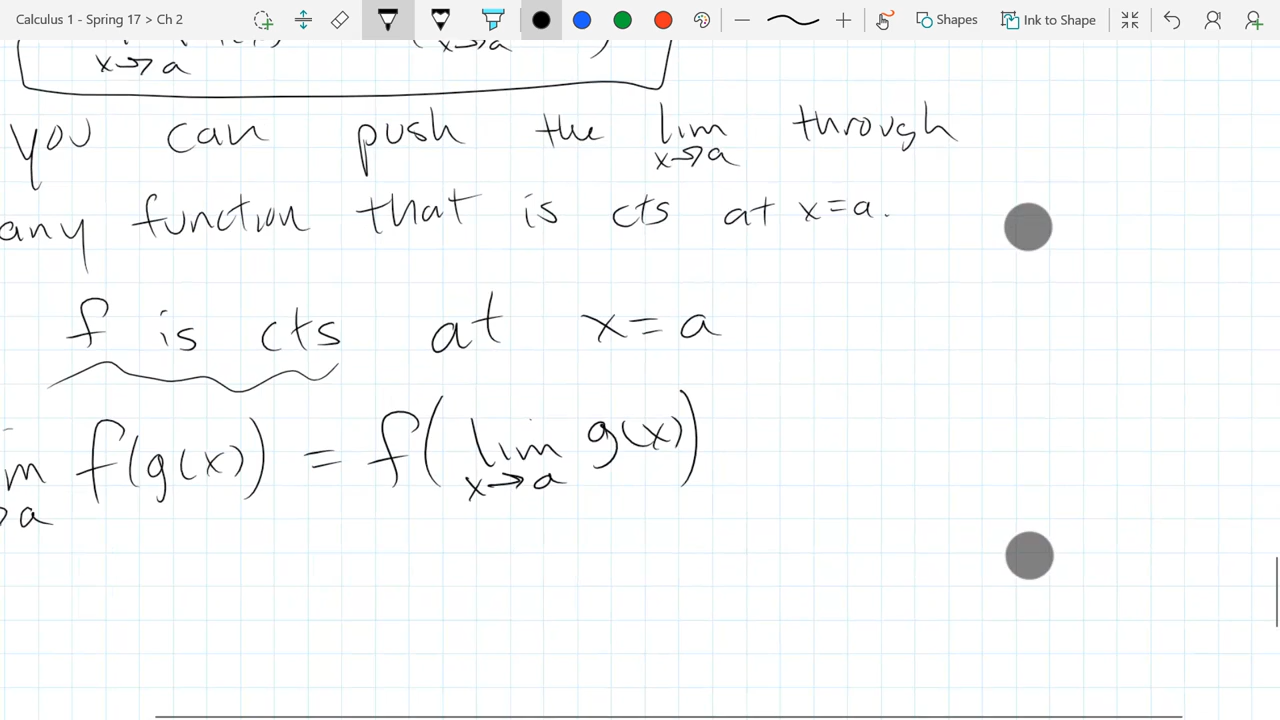 Calculus 1 - Spring 17 > Ch 2
Shapes
Ink to Shape
x→a
x→a )
you can push the lim through
x→a
any function that is cts at x=a.
f is cts at x=a
f(g(x)) = f(lim g(x))
x→a